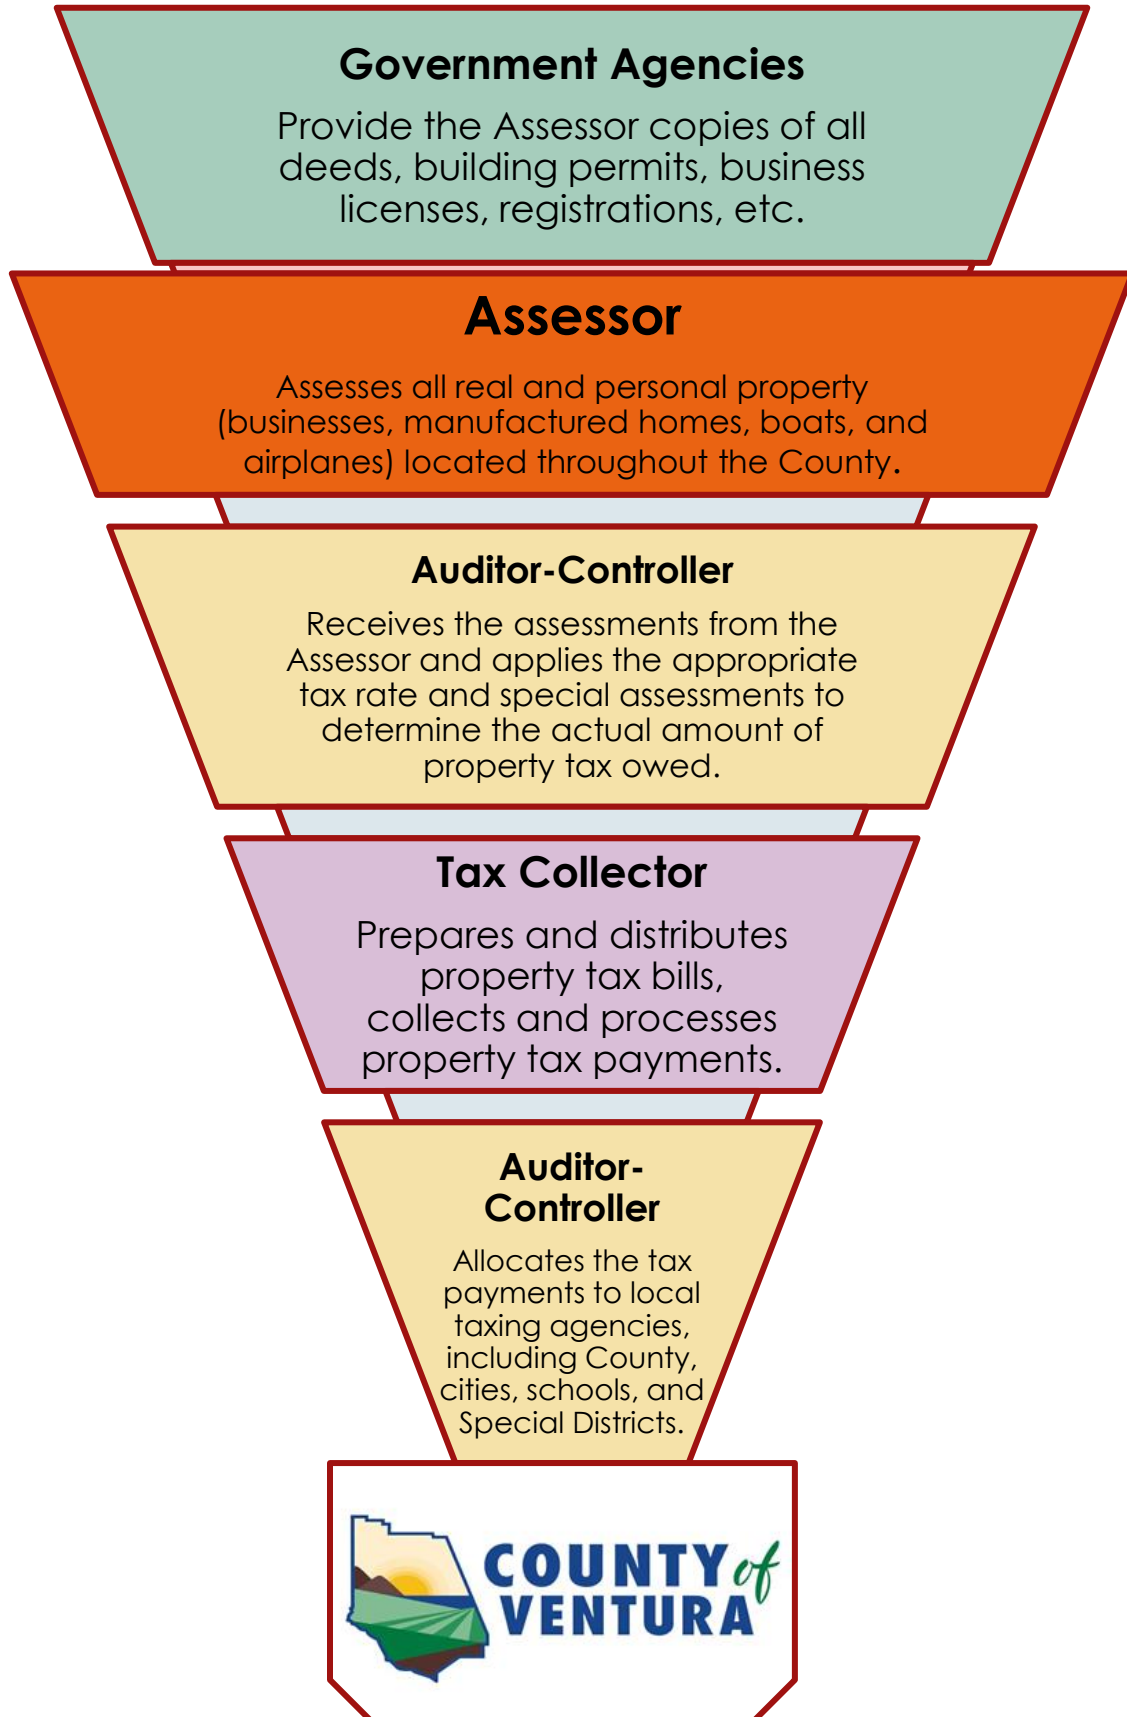 Government Agencies
Provide the Assessor copies of all
deeds, building permits, business
licenses, registrations, etc.
Assessor
Assesses all real and personal property
(businesses, manufactured homes, boats, and
airplanes) located throughout the County.
Auditor-Controller
Receives the assessments from the
Assessor and applies the appropriate
tax rate and special assessments to
determine the actual amount of
property tax owed.
Tax Collector
Prepares and distributes
property tax bills,
collects and processes
property tax payments.
Auditor-
Controller
Allocates the tax
payments to local
taxing agencies,
including County,
cities, schools, and
Special Districts.
COUNTY of
VENTURA